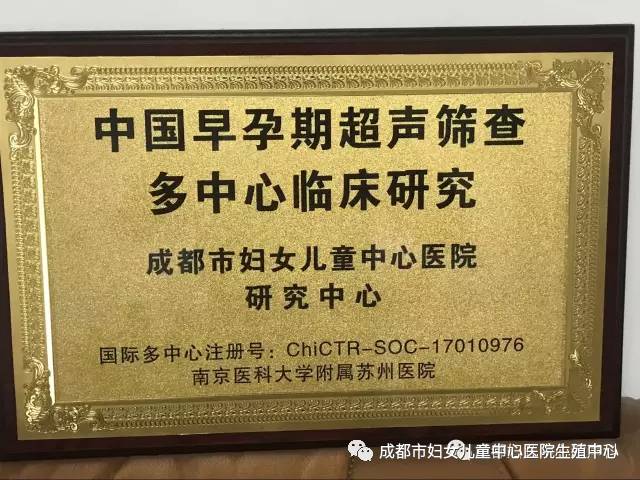 中国早孕期超声筛查
多中心临床研究
成都市妇女儿童中心医院
研究中心
国际多中心注册号：ChiCTR-SOC-17010976
南京医科大学附属苏州医院
成都市妇女儿童中心医院生殖中心